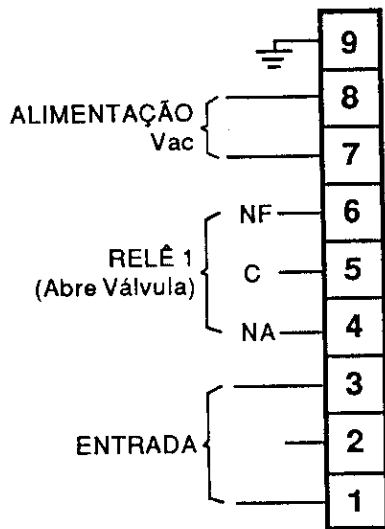 9
8
ALIMENTAÇÃO
Vac
7
NF
6
RELÊ 1
(Abre Válvula)
C
5
NA
4
3
ENTRADA
2
1